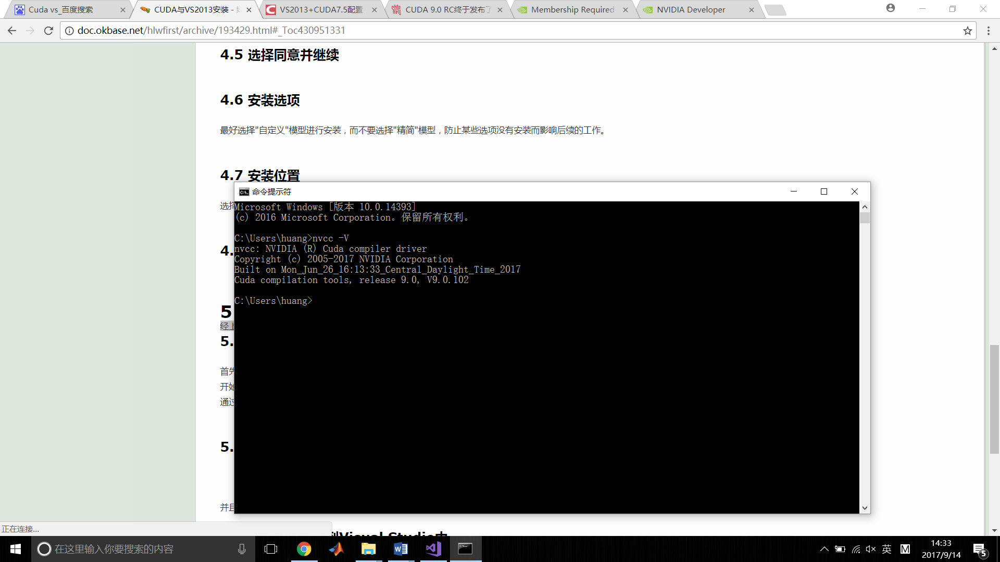 Cuda vs_百度搜索
CUDA与VS2013安装 -
VS2013+CUDA7.5配置
CUDA 9.0 RC终于发布了
Membership Required
NVIDIA Developer
doc.okbase.net/hlwfirst/archive/193429.html#_Toc430951331
4.5 选择同意并继续
4.6 安装选项
最好选择"自定义"模型进行安装，而不要选择"精简"模型，防止某些选项没有安装而影响后续的工作。
4.7 安装位置
选择
命令提示符
Microsoft Windows [版本 10.0.14393]
(c) 2016 Microsoft Corporation。保留所有权利。
C:\Users\huang>nvcc -V
nvcc: NVIDIA (R) Cuda compiler driver
Copyright (c) 2005-2017 NVIDIA Corporation
Built on Mon_Jun_26_16:13:33_Central_Daylight_Time_2017
Cuda compilation tools, release 9.0, V9.0.102
C:\Users\huang>
4.
5
经上
5.
首先
开始
通过
5.
并且
到Visual Studio中
正在连接...
在这里输入你要搜索的内容
英
M
14:33
2017/9/14
5